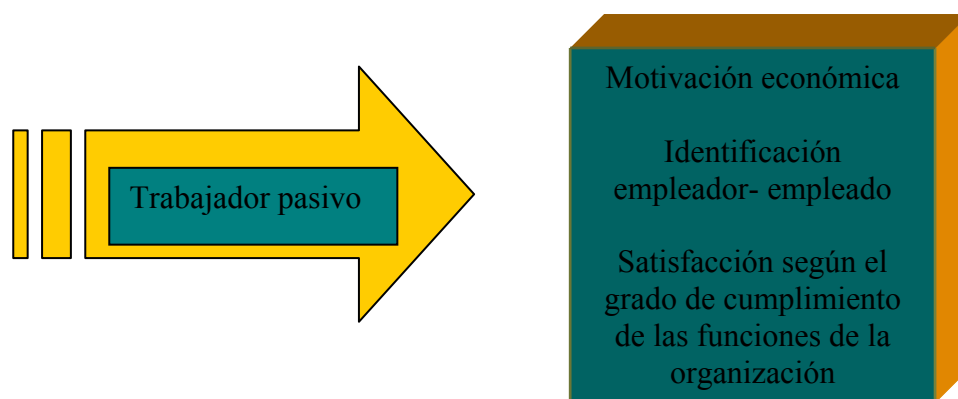 Trabajador pasivo
Motivación económica
Identificación
empleador- empleado
Satisfacción según el
grado de cumplimiento
de las funciones de la
organización